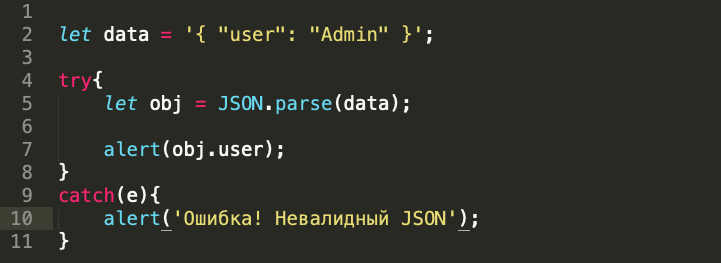 1
2 let data = '{ "user": "Admin" }';
3
4 try{
5     let obj = JSON.parse(data);
6
7     alert(obj.user);
8 }
9 catch(e){
10     alert('Ошибка! Невалидный JSON');
11 }